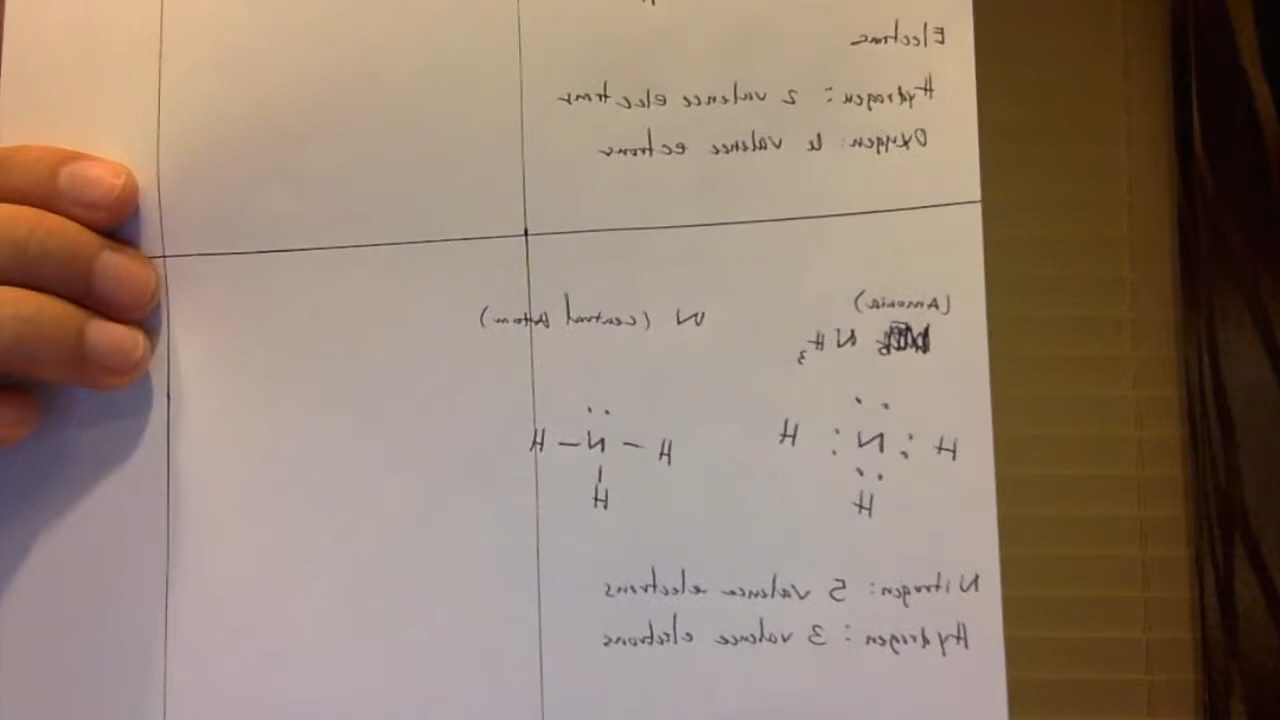 Electrons
Hydrogen: 2 valence electrons
Oxygen: 6 valence ectrons
(Amonia)
NH3
N (central Atom)
H : N : H
H
H - N - H
H
Nitrogen: 5 valence electrons
Hydrogen: 3 valence electrons